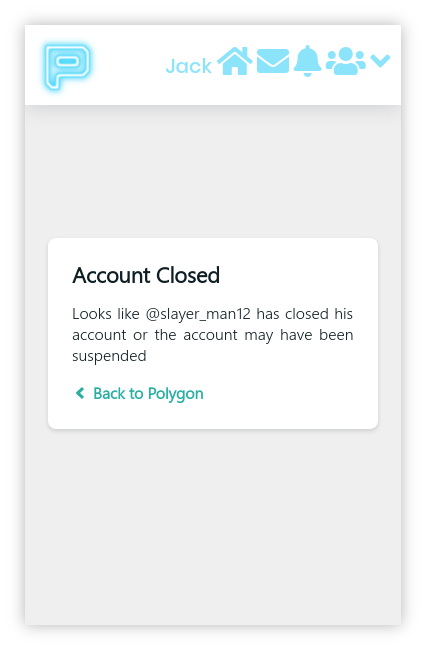 P
Jack
Account Closed
Looks like @slayer_man12 has closed his
account or the account may have been
suspended
Back to Polygon